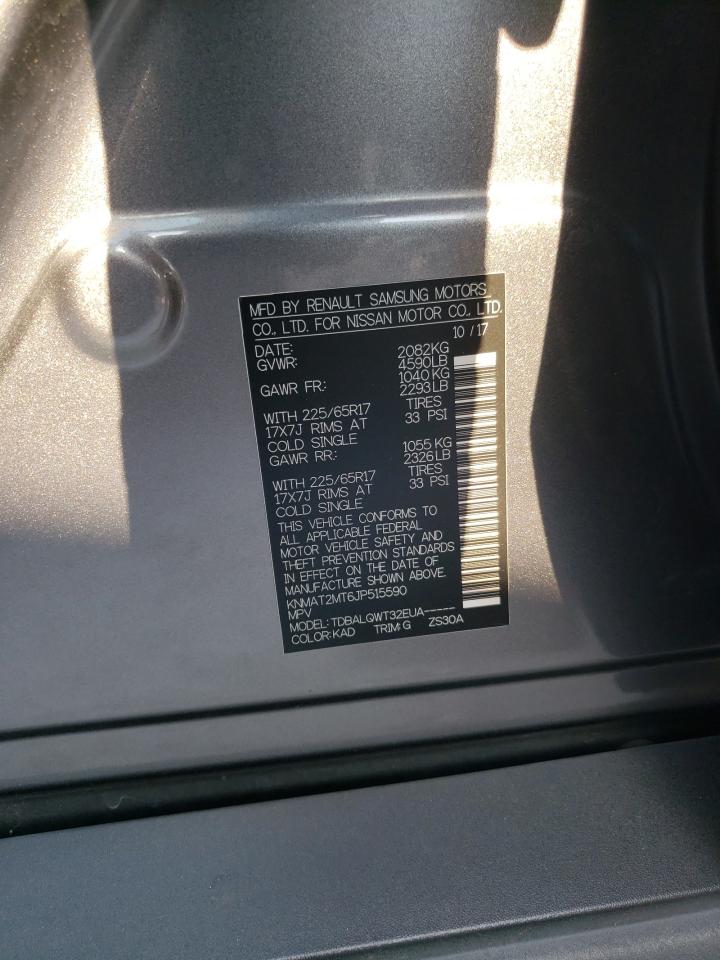 MFD BY RENAULT SAMSUNG MOTORS
CO., LTD. FOR NISSAN MOTOR CO., LTD.
DATE: 10 / 17
GVWR: 2082KG
4590LB
GAWR FR: 1040 KG
2293LB
WITH 225/65R17 TIRES
17X7J RIMS AT 33 PSI
COLD SINGLE
GAWR RR: 1055 KG
2326LB
WITH 225/65R17 TIRES
17X7J RIMS AT 33 PSI
COLD SINGLE
THIS VEHICLE CONFORMS TO
ALL APPLICABLE FEDERAL
MOTOR VEHICLE SAFETY AND
THEFT PREVENTION STANDARDS
IN EFFECT ON THE DATE OF
MANUFACTURE SHOWN ABOVE.
KNMAT2MT6JP515590
MPV
MODEL: TDBALQWT32EUA-----
COLOR: KAD TRIM: G ZS30A